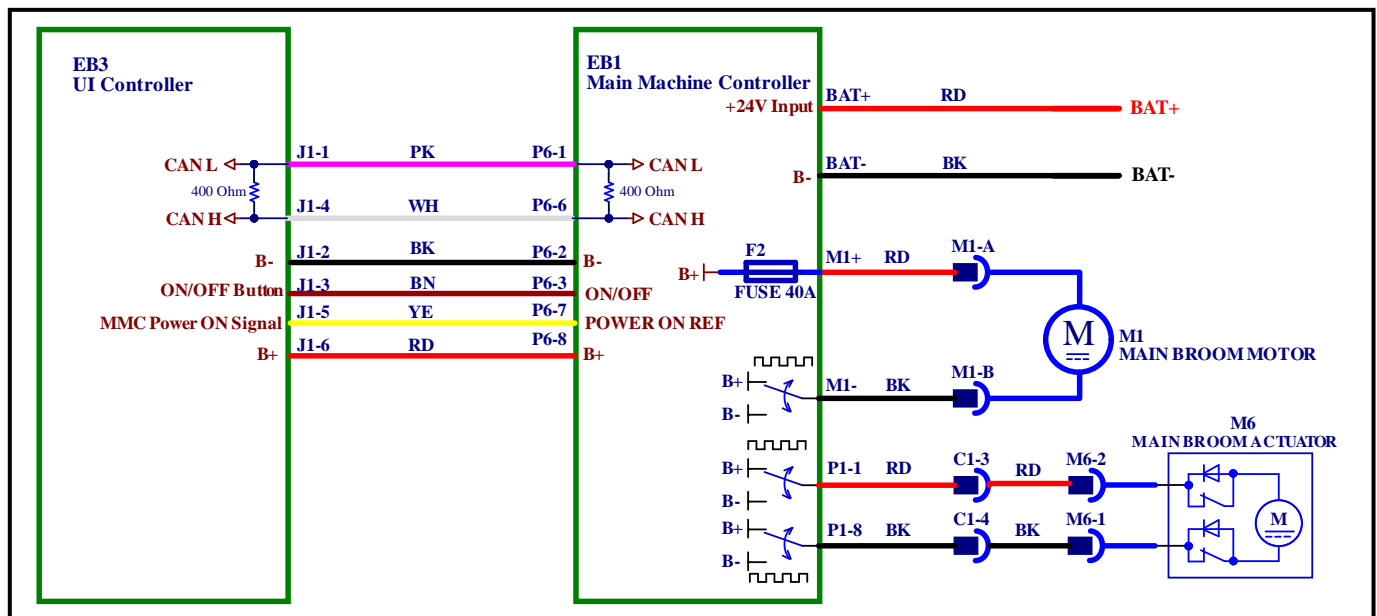 EB3
UI Controller
EB1
Main Machine Controller
+24V Input
BAT+ RD BAT+
B- BAT- BK BAT-
CAN L J1-1 PK P6-1 CAN L
400 Ohm 400 Ohm
CAN H J1-4 WH P6-6 CAN H
B- J1-2 BK P6-2 B-
ON/OFF Button J1-3 BN P6-3 ON/OFF
MMC Power ON Signal J1-5 YE P6-7 POWER ON REF
B+ J1-6 RD P6-8 B+
F2
B+ M1+ RD M1-A
FUSE 40A
M M1
MAIN BROOM MOTOR
B+
B- M1- BK M1-B
M6
MAIN BROOM ACTUATOR
B+
B- P1-1 RD C1-3 RD M6-2
B+
B- P1-8 BK C1-4 BK M6-1
M